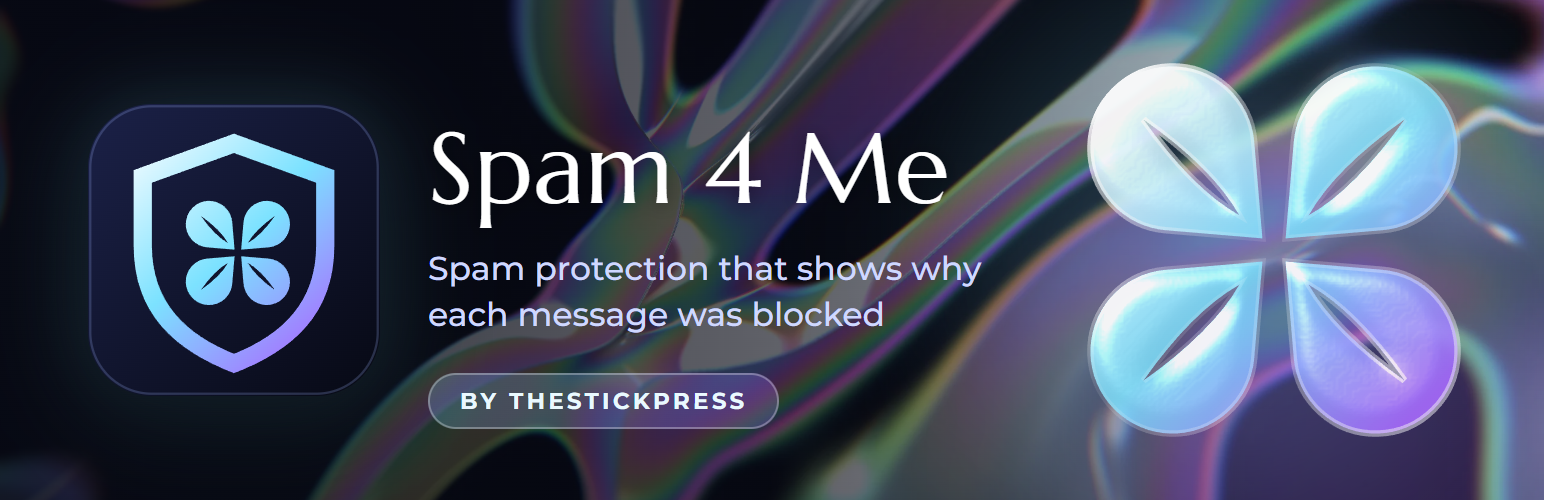 Spam 4 Me
Spam protection that shows why
each message was blocked
BY THESTICKPRESS